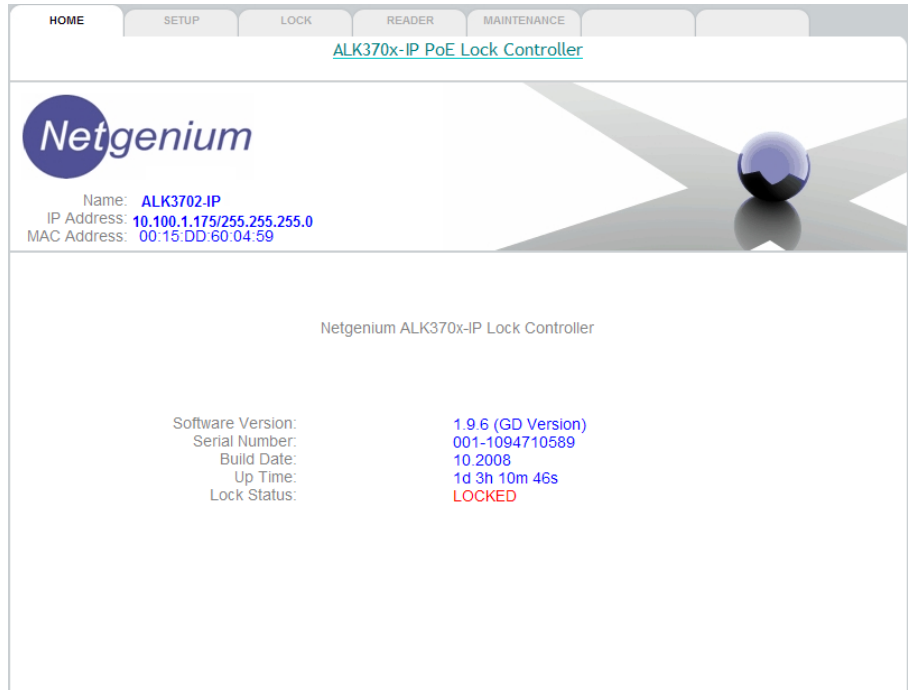 HOME SETUP LOCK READER MAINTENANCE
ALK370x-IP PoE Lock Controller
Netgenium
Name: ALK3702-IP
IP Address: 10.100.1.175/255.255.255.0
MAC Address: 00:15:DD:60:04:59
Netgenium ALK370x-IP Lock Controller
Software Version: 1.9.6 (GD Version)
Serial Number: 001-1094710589
Build Date: 10.2008
Up Time: 1d 3h 10m 46s
Lock Status: LOCKED